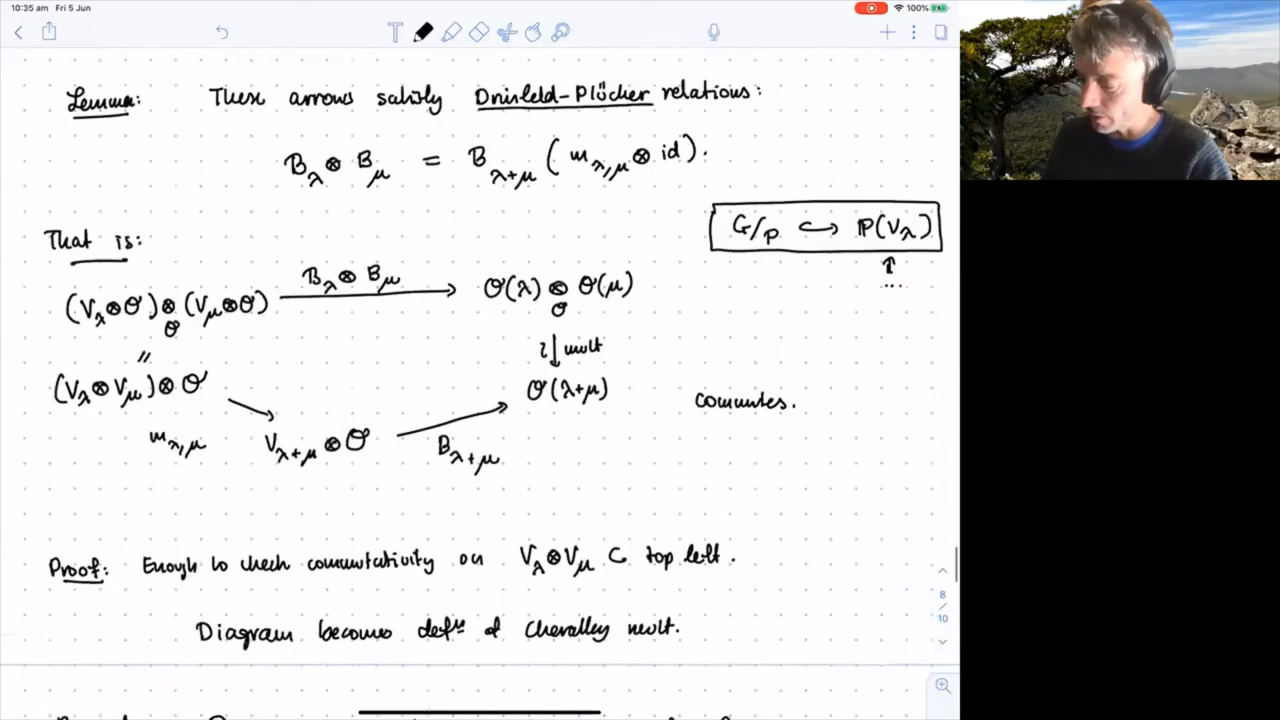 10:35 am Fri 5 Jun
100%
Lemma: These arrows satisfy Drinfeld-Plücker relations:
B_λ ⊗ B_μ = B_{λ+μ} (m_{λ,μ} ⊗ id).
G/P ↪ P(V_λ)
↑
...
That is:
(V_λ⊗O) ⊗_O (V_μ⊗O) B_λ⊗B_μ → O(λ) ⊗_O O(μ)
" ≀↓ mult
(V_λ⊗V_μ)⊗O O(λ+μ) commutes.
m_{λ,μ} V_{λ+μ} ⊗ O B_{λ+μ}
Proof: Enough to check commutativity on V_λ⊗V_μ ⊂ top left.
Diagram becomes defⁿ of Chevalley mult.
8
/
10